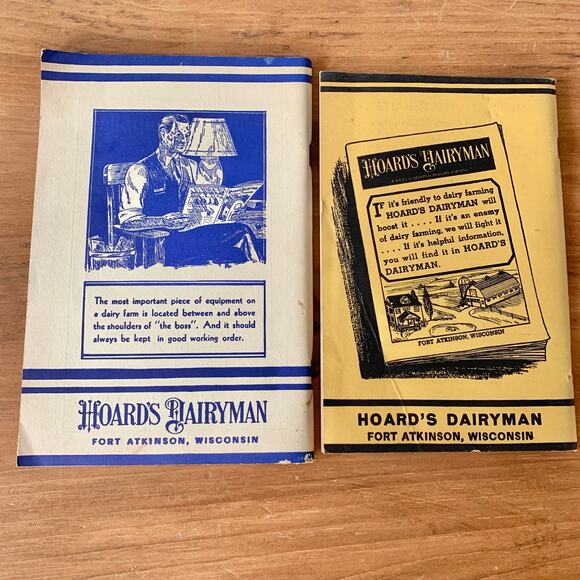 The most important piece of equipment on
a dairy farm is located between and above
the shoulders of "the boss". And it should
always be kept in good working order.
HOARD'S DAIRYMAN
FORT ATKINSON, WISCONSIN
HOARD'S DAIRYMAN
IF it's friendly to dairy farming
HOARD'S DAIRYMAN will
boost it .... If it's an enemy
of dairy farming, we will fight it
.... If it's helpful information,
you will find it in HOARD'S
DAIRYMAN.
FORT ATKINSON, WISCONSIN
HOARD'S DAIRYMAN
FORT ATKINSON, WISCONSIN